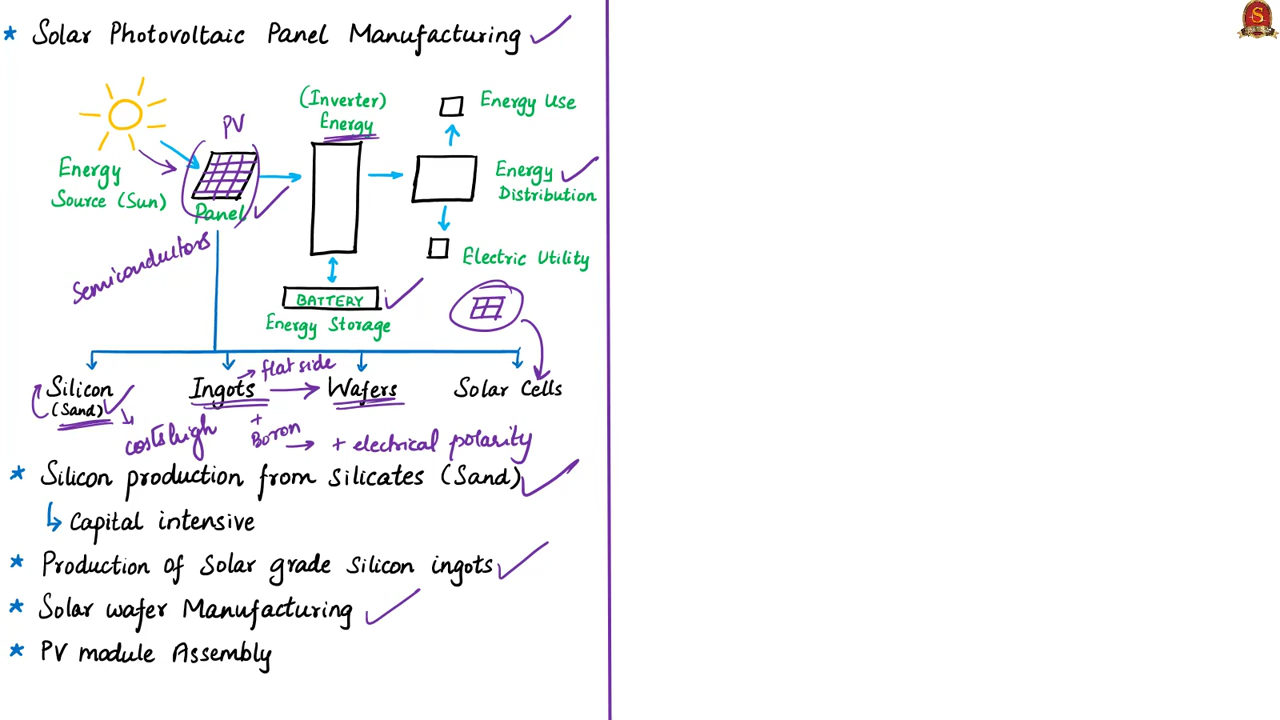 * Solar Photovoltaic Panel Manufacturing
(Inverter)
Energy
Energy Use
PV
Energy
Source (Sun)
Panel
Energy
Distribution
Semiconductors
Electric Utility
BATTERY
Energy Storage
flat side
Silicon
(Sand)
Ingots
Wafers
Solar Cells
costs high
+
Boron
→ + electrical polarity
* Silicon production from silicates (Sand)
↳ Capital intensive
* Production of Solar grade Silicon ingots
* Solar wafer Manufacturing
* PV module Assembly
S